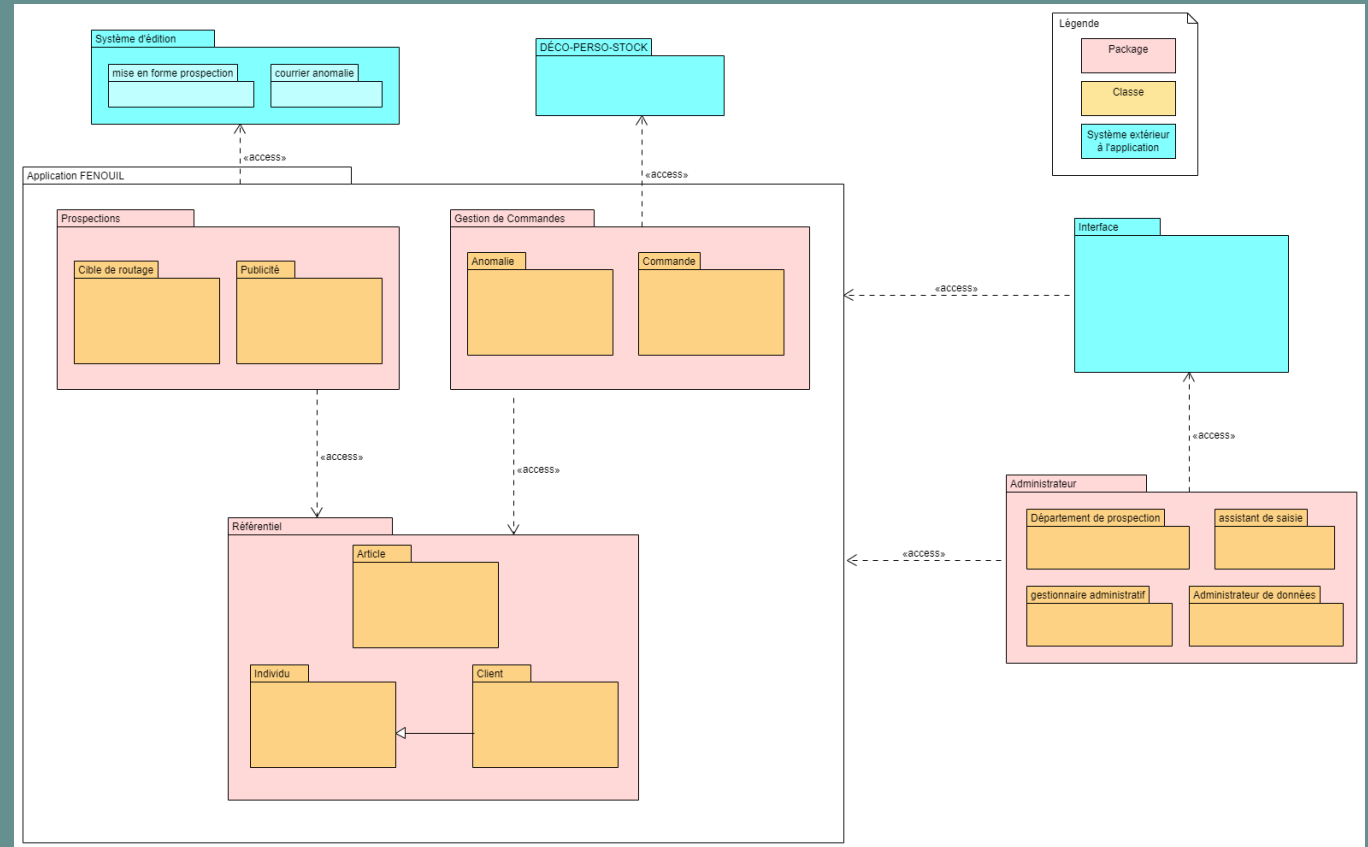 Système d'édition
mise en forme prospection
courrier anomalie
DÉCO-PERSO-STOCK
Lègende
Package
Classe
Système extérieur
à l'application
«access»
«access»
Application FENOUIL
Prospections
Cible de routage
Publicité
Gestion de Commandes
Anomalie
Commande
Interface
«access»
«access»
«access»
«access»
Administrateur
Département de prospection
assistant de saisie
gestionnaire administratif
Administrateur de données
«access»
Référentiel
Article
Individu
Client